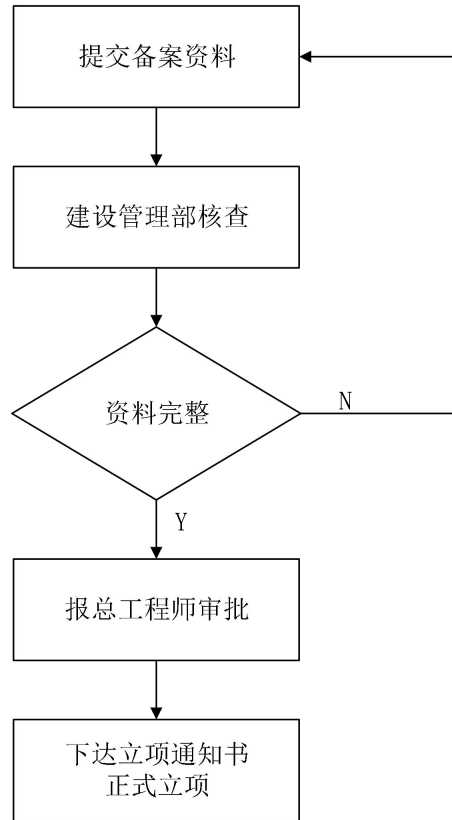 提交备案资料
建设管理部核查
资料完整
N
Y
报总工程师审批
下达立项通知书
正式立项